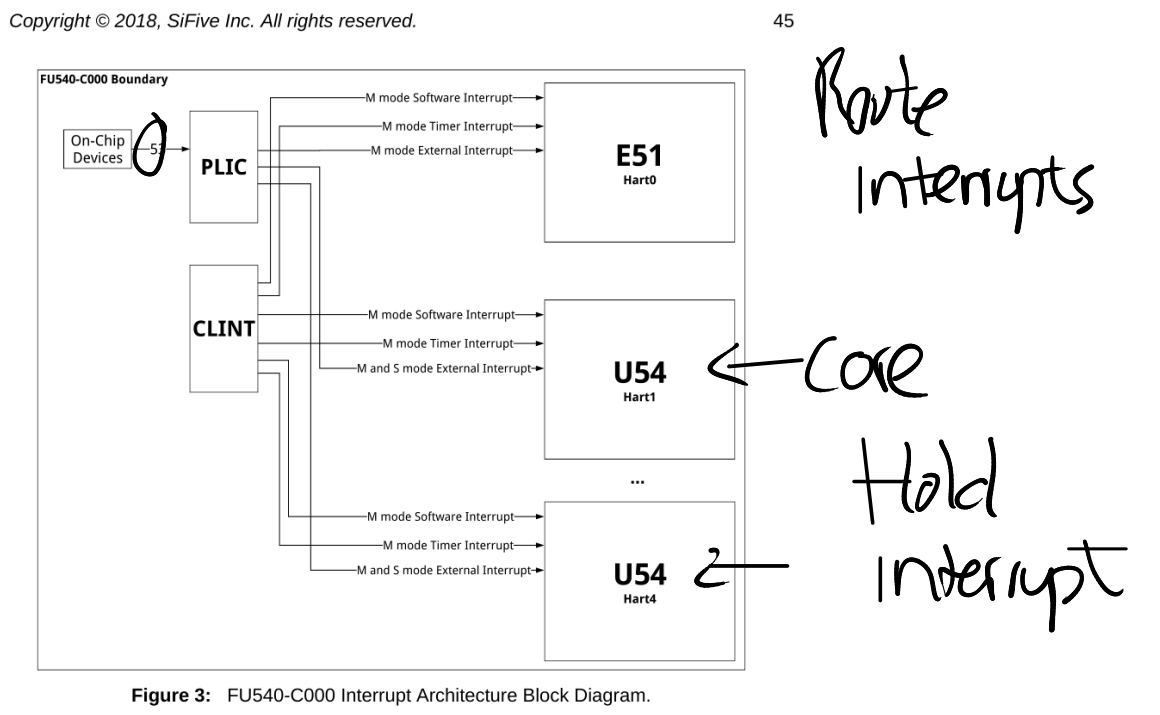 Copyright © 2018, SiFive Inc. All rights reserved. 45
FU540-C000 Boundary
On-Chip
Devices
53
PLIC
CLINT
M mode Software Interrupt
M mode Timer Interrupt
M mode External Interrupt
E51
Hart0
M mode Software Interrupt
M mode Timer Interrupt
M and S mode External Interrupt
U54
Hart1
...
M mode Software Interrupt
M mode Timer Interrupt
M and S mode External Interrupt
U54
Hart4
Route
Interrupts
Core
Hold
interrupt
Figure 3: FU540-C000 Interrupt Architecture Block Diagram.